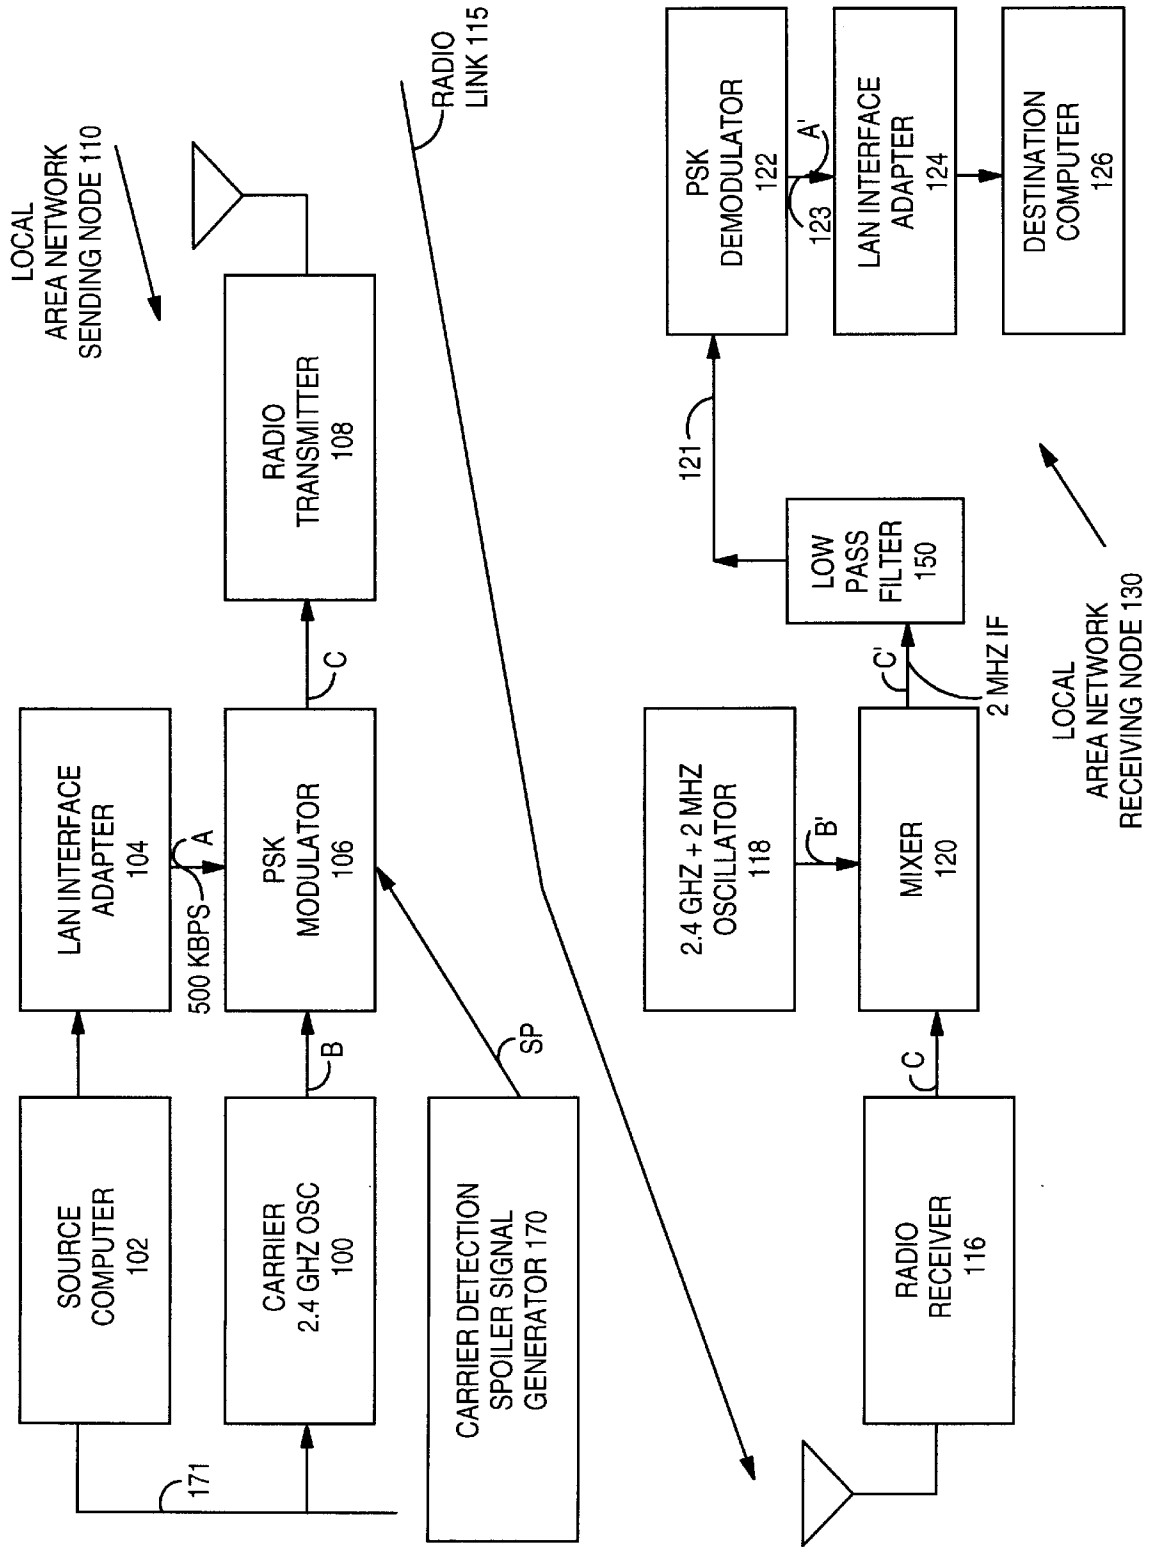 LOCAL
AREA NETWORK
SENDING NODE 110
SOURCE
COMPUTER
102
LAN INTERFACE
ADAPTER
104
171
500 KBPS
A
CARRIER
2.4 GHZ OSC
100
B
PSK
MODULATOR
106
C
RADIO
TRANSMITTER
108
CARRIER DETECTION
SPOILER SIGNAL
GENERATOR 170
SP
RADIO
LINK 115
2.4 GHZ + 2 MHZ
OSCILLATOR
118
B'
RADIO
RECEIVER
116
C
MIXER
120
C'
2 MHZ IF
LOW
PASS
FILTER
150
121
PSK
DEMODULATOR
122
123
A'
LAN INTERFACE
ADAPTER
124
DESTINATION
COMPUTER
126
LOCAL
AREA NETWORK
RECEIVING NODE 130